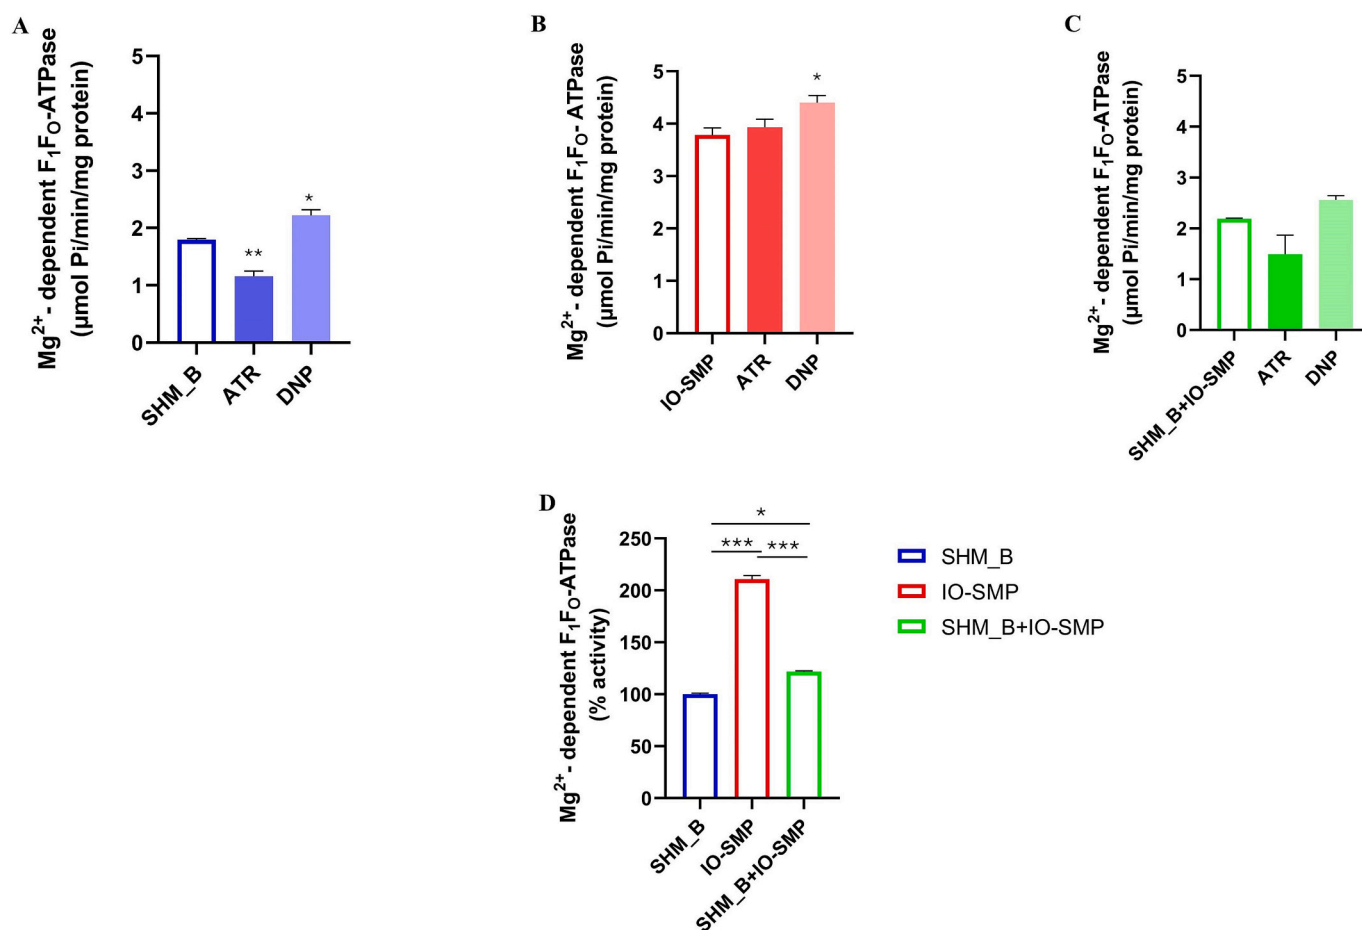 A
Mg2+- dependent F1FO-ATPase
(µmol Pi/min/mg protein)
5
4
3
2
1
0
**
*
SHM_B
ATR
DNP
B
Mg2+- dependent F1FO- ATPase
(µmol Pi/min/mg protein)
5
4
3
2
1
0
*
IO-SMP
ATR
DNP
C
Mg2+- dependent F1FO-ATPase
(µmol Pi/min/mg protein)
5
4
3
2
1
0
SHM_B+IO-SMP
ATR
DNP
D
Mg2+- dependent F1FO-ATPase
(% activity)
250
200
150
100
50
0
*
*** ***
SHM_B
IO-SMP
SHM_B+IO-SMP
SHM_B
IO-SMP
SHM_B+IO-SMP